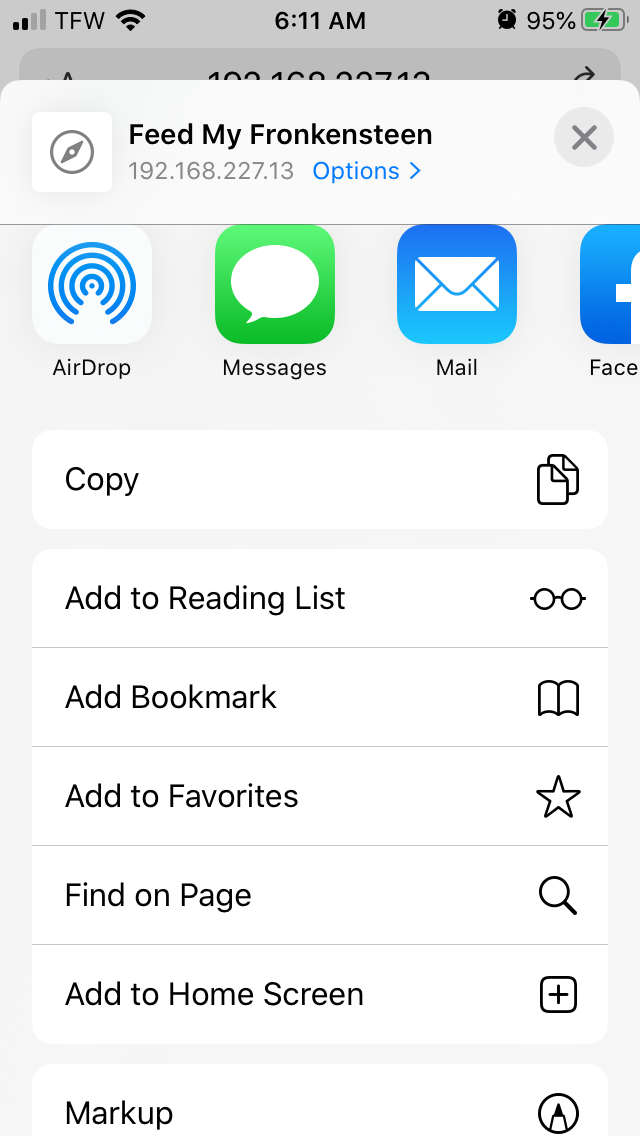 TFW 6:11 AM 95%
192.168.227.13
Feed My Fronkensteen
192.168.227.13 Options >
AirDrop Messages Mail Face
Copy
Add to Reading List
Add Bookmark
Add to Favorites
Find on Page
Add to Home Screen
Markup